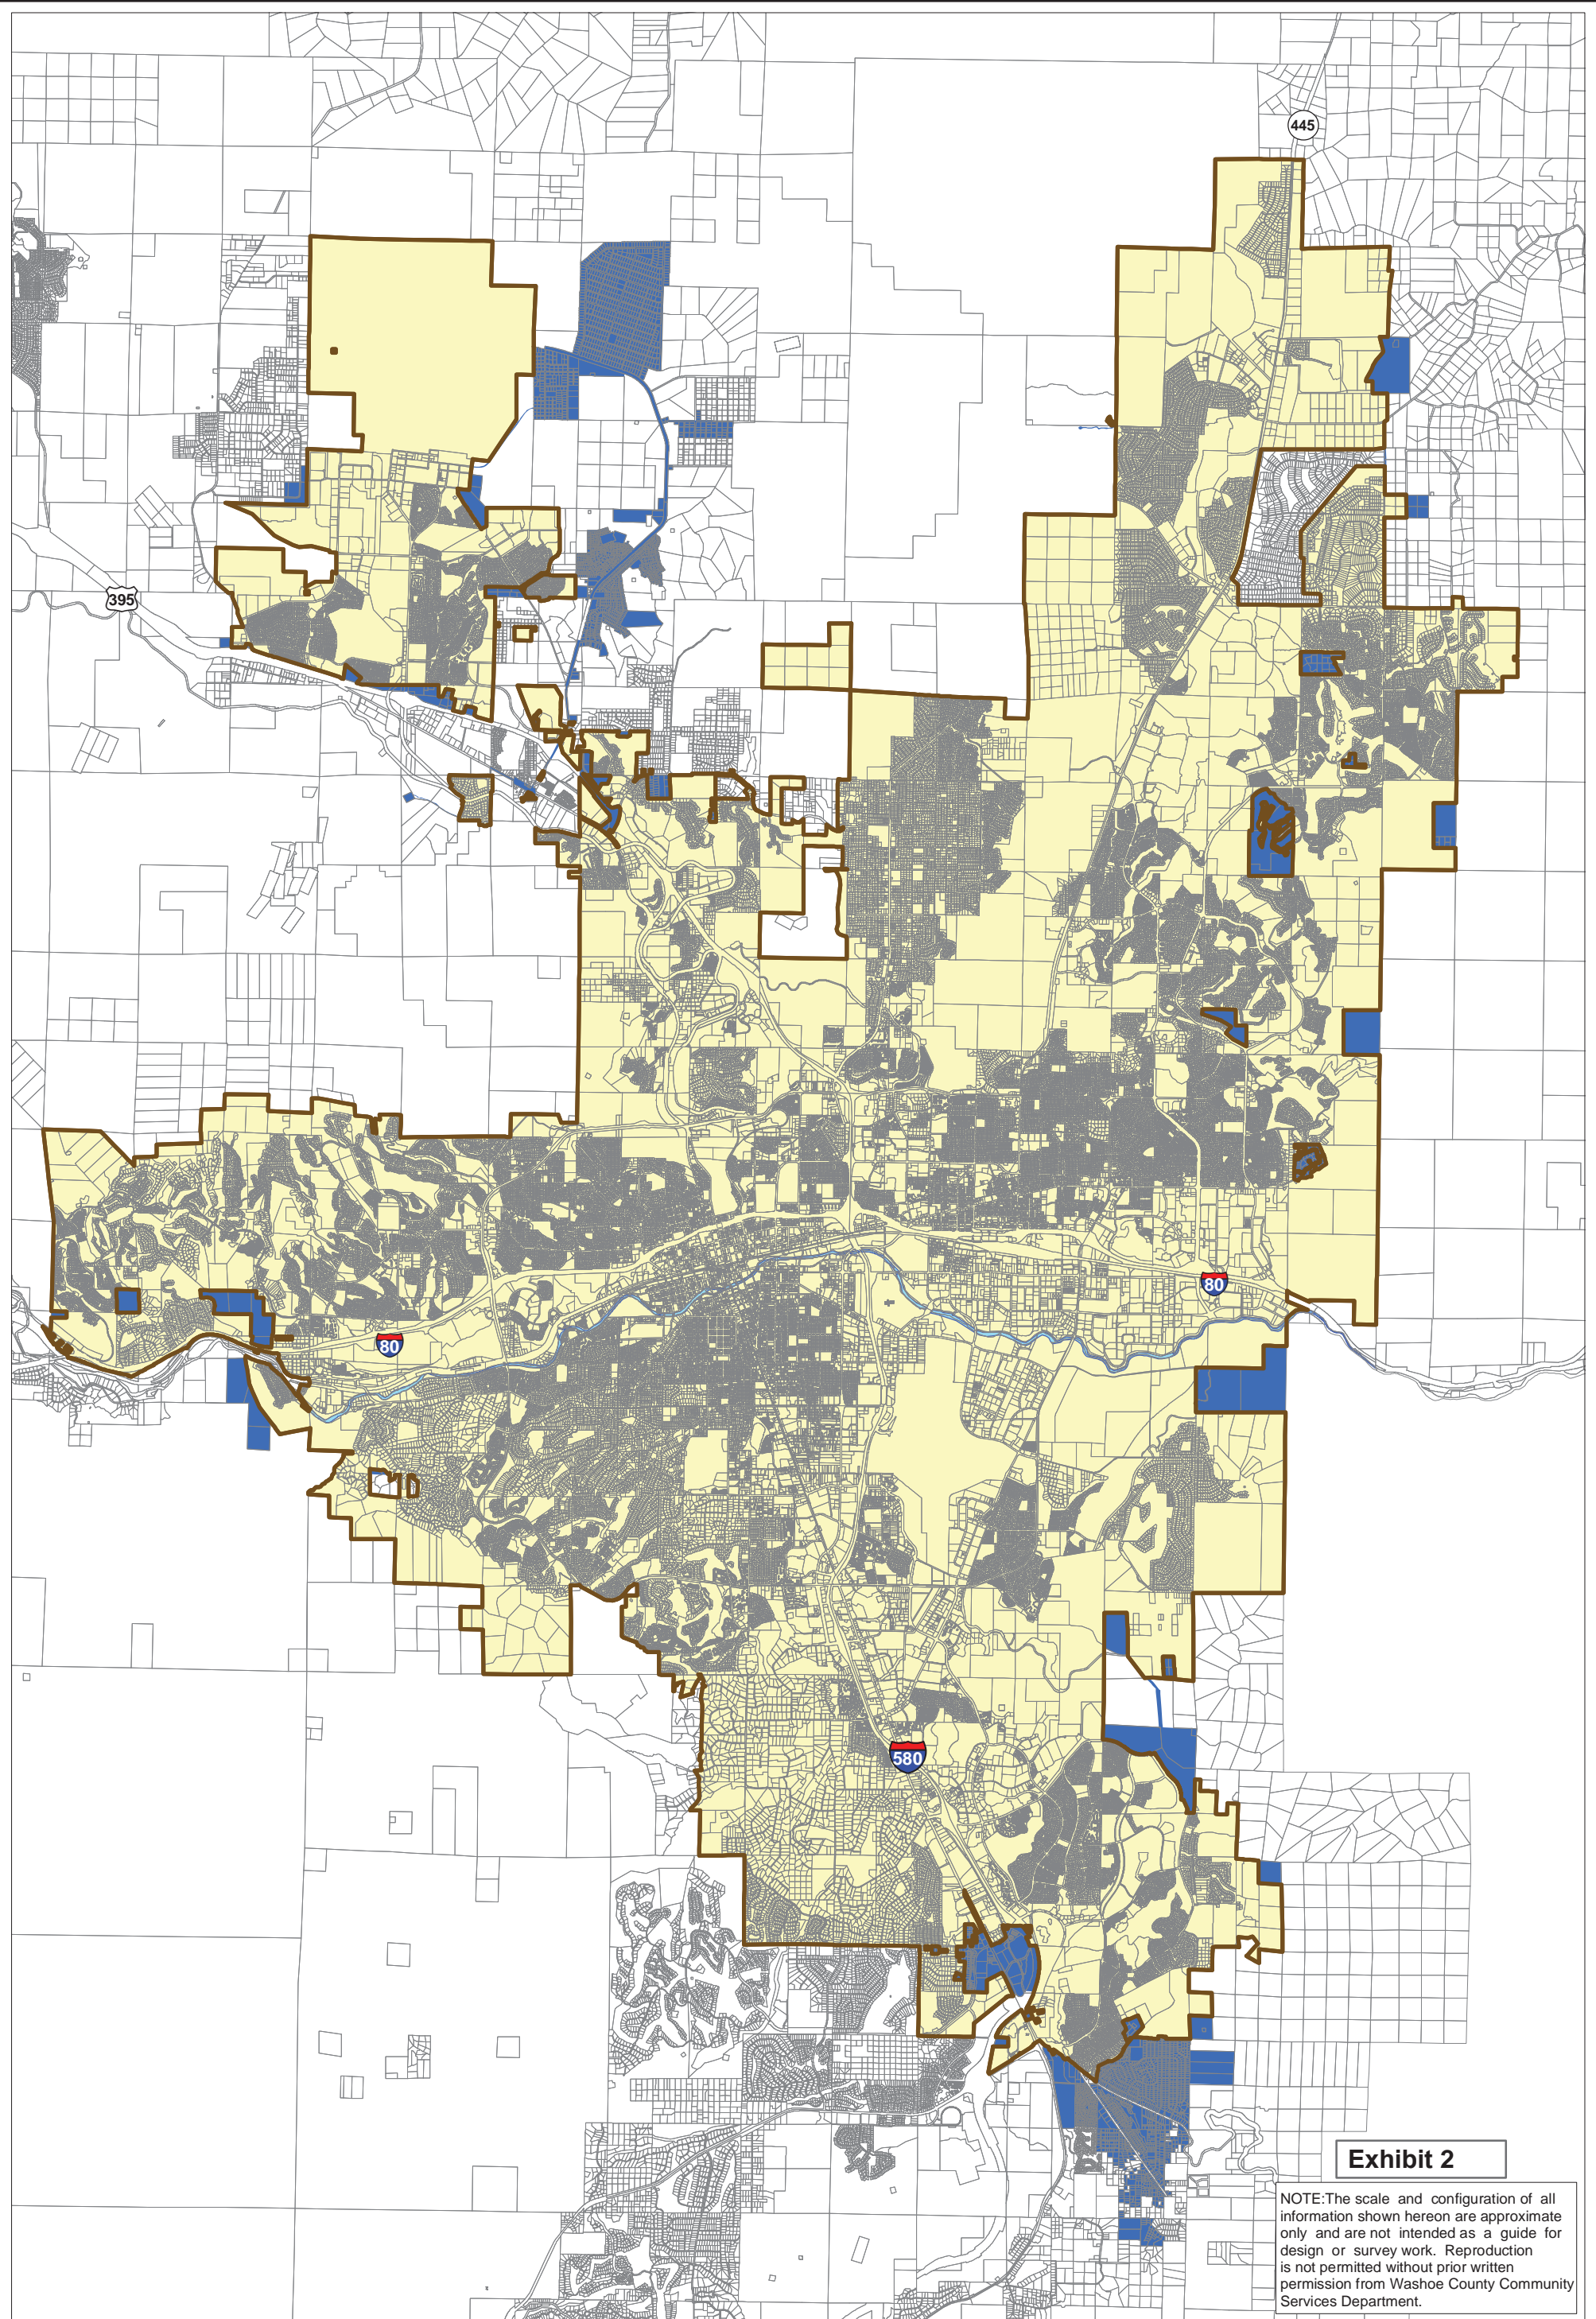 445
395
80
80
580
Exhibit 2
NOTE:The scale and configuration of all
information shown hereon are approximate
only and are not intended as a guide for
design or survey work. Reproduction
is not permitted without prior written
permission from Washoe County Community
Services Department.